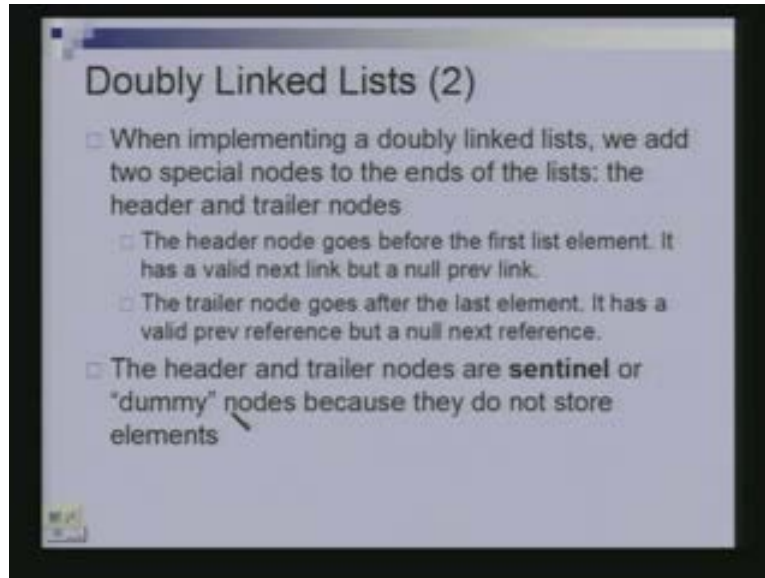 Doubly Linked Lists (2)
When implementing a doubly linked lists, we add
two special nodes to the ends of the lists: the
header and trailer nodes
The header node goes before the first list element. It
has a valid next link but a null prev link.
The trailer node goes after the last element. It has a
valid prev reference but a null next reference.
The header and trailer nodes are sentinel or
"dummy" nodes because they do not store
elements